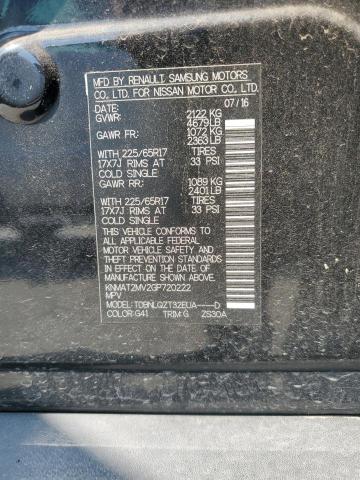 MFD BY RENAULT SAMSUNG MOTORS
CO., LTD. FOR NISSAN MOTOR CO., LTD.
DATE: 07/16
GVWR: 2122 KG
4679LB
GAWR FR: 1072 KG
2363LB
WITH 225/65R17 TIRES
17X7J RIMS AT 33 PSI
COLD SINGLE
GAWR RR: 1089 KG
2401LB
WITH 225/65R17 TIRES
17X7J RIMS AT 33 PSI
COLD SINGLE
THIS VEHICLE CONFORMS TO
ALL APPLICABLE FEDERAL MOTOR
VEHICLE SAFETY AND THEFT
PREVENTION STANDARDS
IN EFFECT ON THE DATE OF
MANUFACTURE SHOWN ABOVE.
KNMAT2MV2GP720222
MPV
MODEL: TDBNLQZT32EUA-----D
COLOR: G41 TRIM: G ZS30A